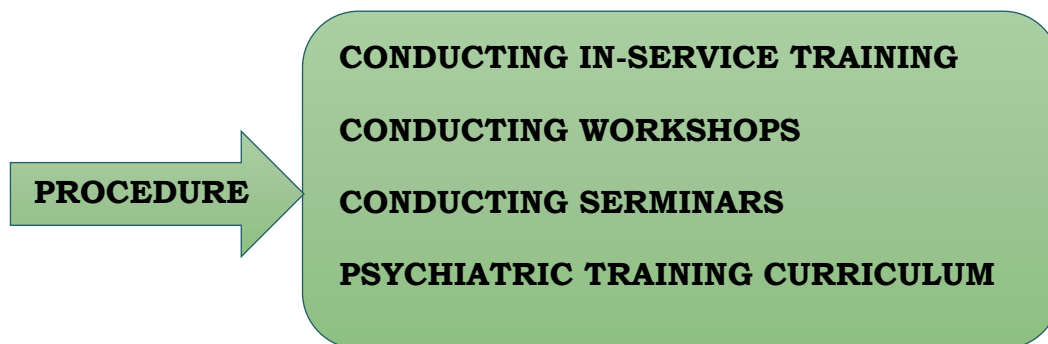 CONDUCTING IN-SERVICE TRAINING
CONDUCTING WORKSHOPS
PROCEDURE
CONDUCTING SERMINARS
PSYCHIATRIC TRAINING CURRICULUM